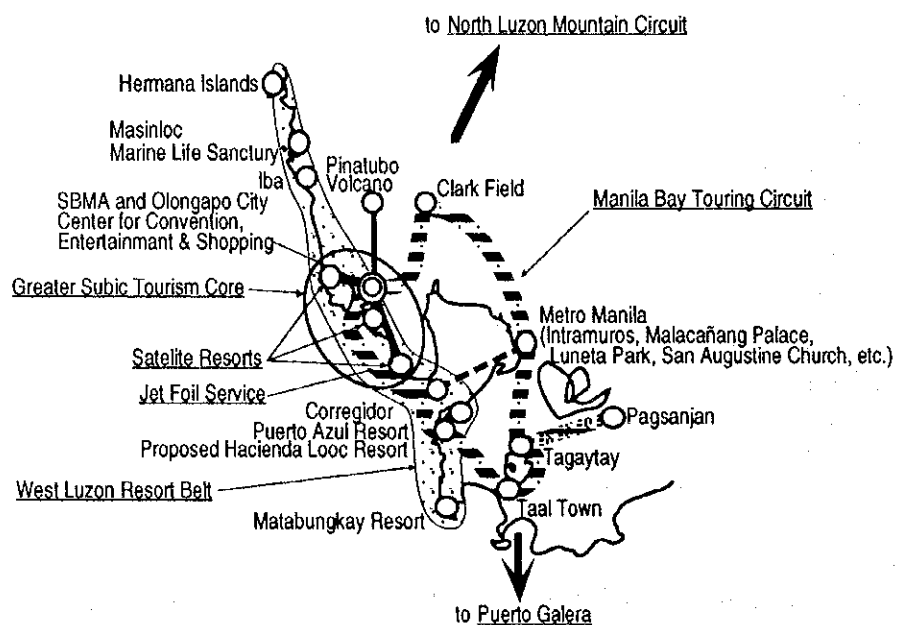 to North Luzon Mountain Circuit
Hermana Islands
Masinloc
Marine Life Sanctury
Iba
Pinatubo
Volcano
Clark Field
SBMA and Olongapo City
Center for Convention,
Entertainmant & Shopping
Manila Bay Touring Circuit
Greater Subic Tourism Core
Metro Manila
(Intramuros, Malacañang Palace,
Luneta Park, San Augustine Church, etc.)
Satelite Resorts
Jet Foil Service
Corregidor
Puerto Azul Resort
Proposed Hacienda Looc Resort
Pagsanjan
Tagaytay
West Luzon Resort Belt
Matabungkay Resort
Taal Town
to Puerto Galera